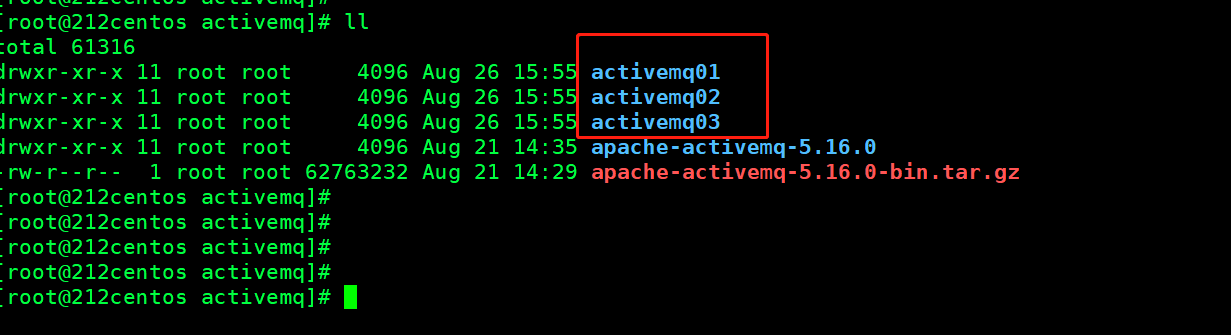 [root@212centos activemq]# ll
total 61316
drwxr-xr-x 11 root root     4096 Aug 26 15:55 activemq01
drwxr-xr-x 11 root root     4096 Aug 26 15:55 activemq02
drwxr-xr-x 11 root root     4096 Aug 26 15:55 activemq03
drwxr-xr-x 11 root root     4096 Aug 21 14:35 apache-activemq-5.16.0
-rw-r--r--  1 root root 62763232 Aug 21 14:29 apache-activemq-5.16.0-bin.tar.gz
[root@212centos activemq]#
[root@212centos activemq]#
[root@212centos activemq]#
[root@212centos activemq]#
[root@212centos activemq]#